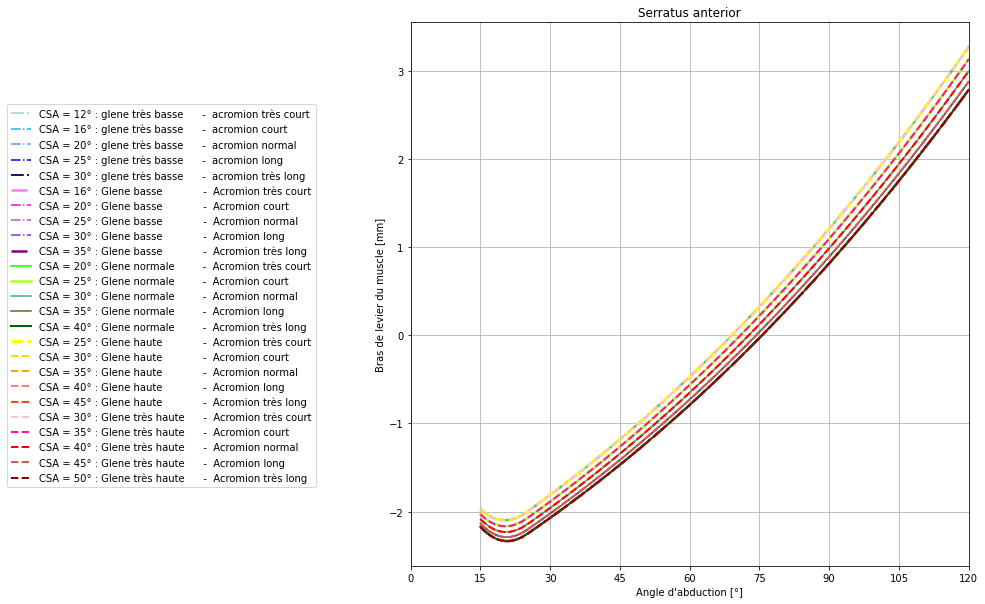 Serratus anterior
CSA = 12° : glene très basse - acromion très court
CSA = 16° : glene très basse - acromion court
CSA = 20° : glene très basse - acromion normal
CSA = 25° : glene très basse - acromion long
CSA = 30° : glene très basse - acromion très long
CSA = 16° : Glene basse - Acromion très court
CSA = 20° : Glene basse - Acromion court
CSA = 25° : Glene basse - Acromion normal
CSA = 30° : Glene basse - Acromion long
CSA = 35° : Glene basse - Acromion très long
CSA = 20° : Glene normale - Acromion très court
CSA = 25° : Glene normale - Acromion court
CSA = 30° : Glene normale - Acromion normal
CSA = 35° : Glene normale - Acromion long
CSA = 40° : Glene normale - Acromion très long
CSA = 25° : Glene haute - Acromion très court
CSA = 30° : Glene haute - Acromion court
CSA = 35° : Glene haute - Acromion normal
CSA = 40° : Glene haute - Acromion long
CSA = 45° : Glene haute - Acromion très long
CSA = 30° : Glene très haute - Acromion très court
CSA = 35° : Glene très haute - Acromion court
CSA = 40° : Glene très haute - Acromion normal
CSA = 45° : Glene très haute - Acromion long
CSA = 50° : Glene très haute - Acromion très long
Bras de levier du muscle [mm]
3
2
1
0
−1
−2
0 15 30 45 60 75 90 105 120
Angle d'abduction [°]